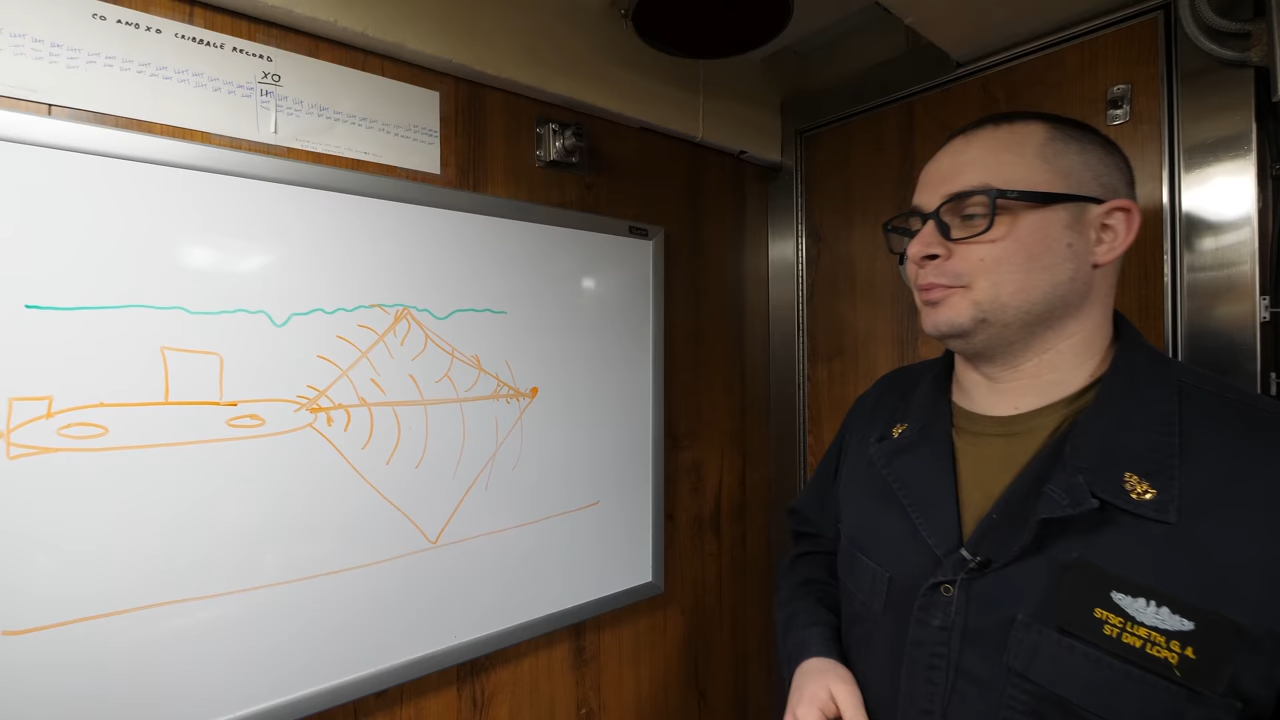 CO AND XO CRIBBAGE RECORD
XO
STSC LUETH, G. A.
ST DIV LCPO